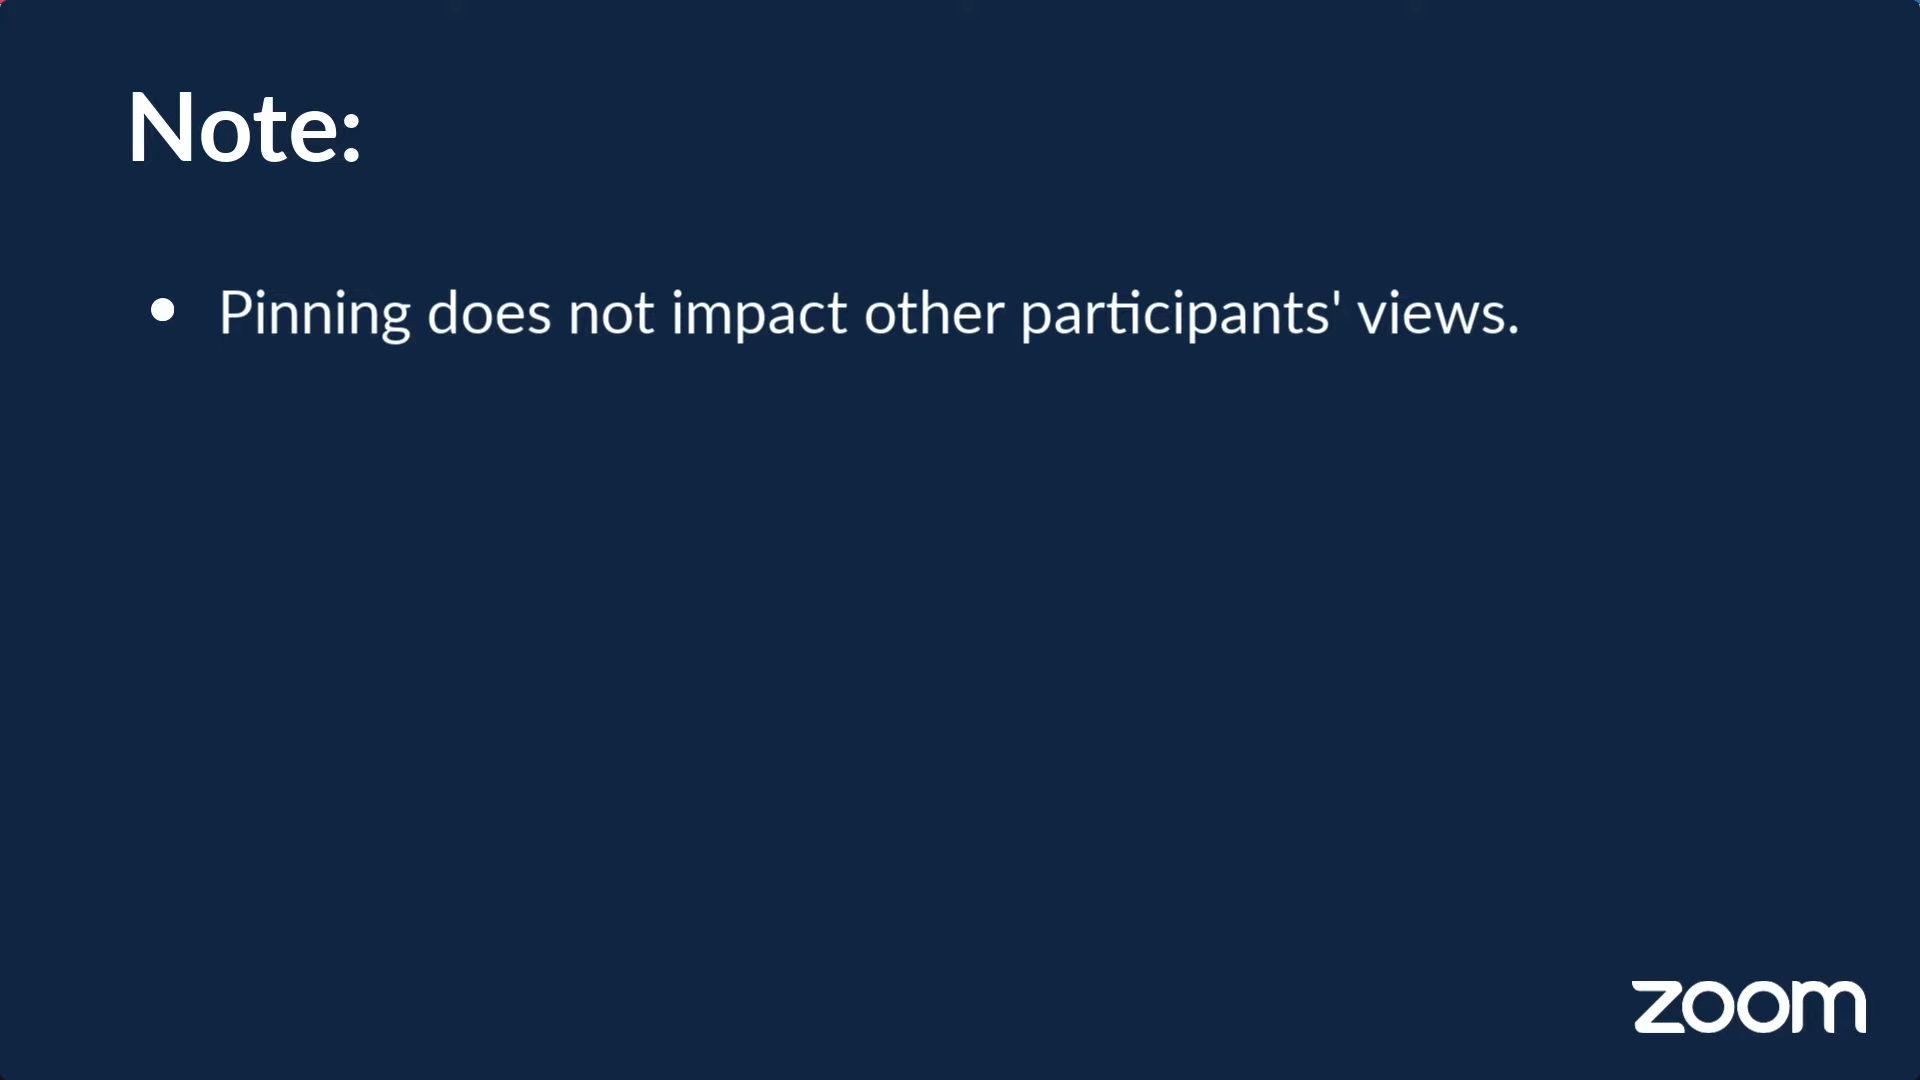 Note:
• Pinning does not impact other participants' views.
zoom